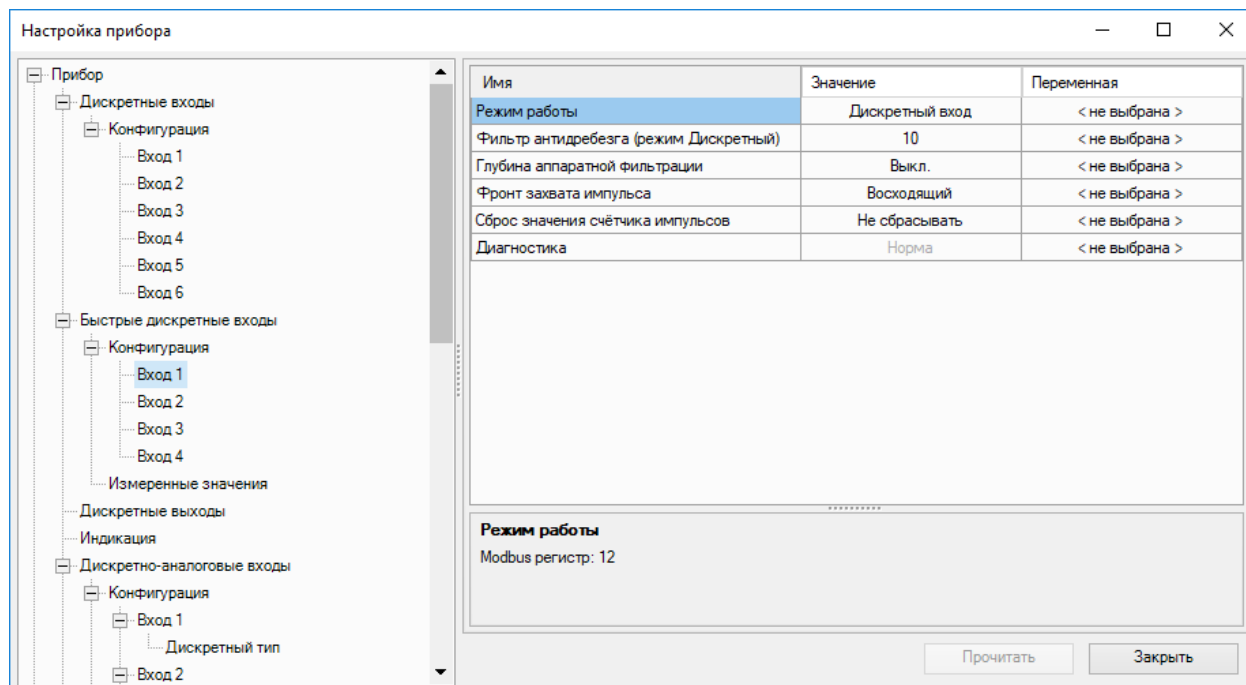 Настройка прибора
Прибор
Дискретные входы
Конфигурация
Вход 1
Вход 2
Вход 3
Вход 4
Вход 5
Вход 6
Быстрые дискретные входы
Конфигурация
Вход 1
Вход 2
Вход 3
Вход 4
Измеренные значения
Дискретные выходы
Индикация
Дискретно-аналоговые входы
Конфигурация
Вход 1
Дискретный тип
Вход 2
Имя Значение Переменная
Режим работы Дискретный вход < не выбрана >
Фильтр антидребезга (режим Дискретный) 10 < не выбрана >
Глубина аппаратной фильтрации Выкл. < не выбрана >
Фронт захвата импульса Восходящий < не выбрана >
Сброс значения счётчика импульсов Не сбрасывать < не выбрана >
Диагностика Норма < не выбрана >
Режим работы
Modbus регистр: 12
Прочитать Закрыть